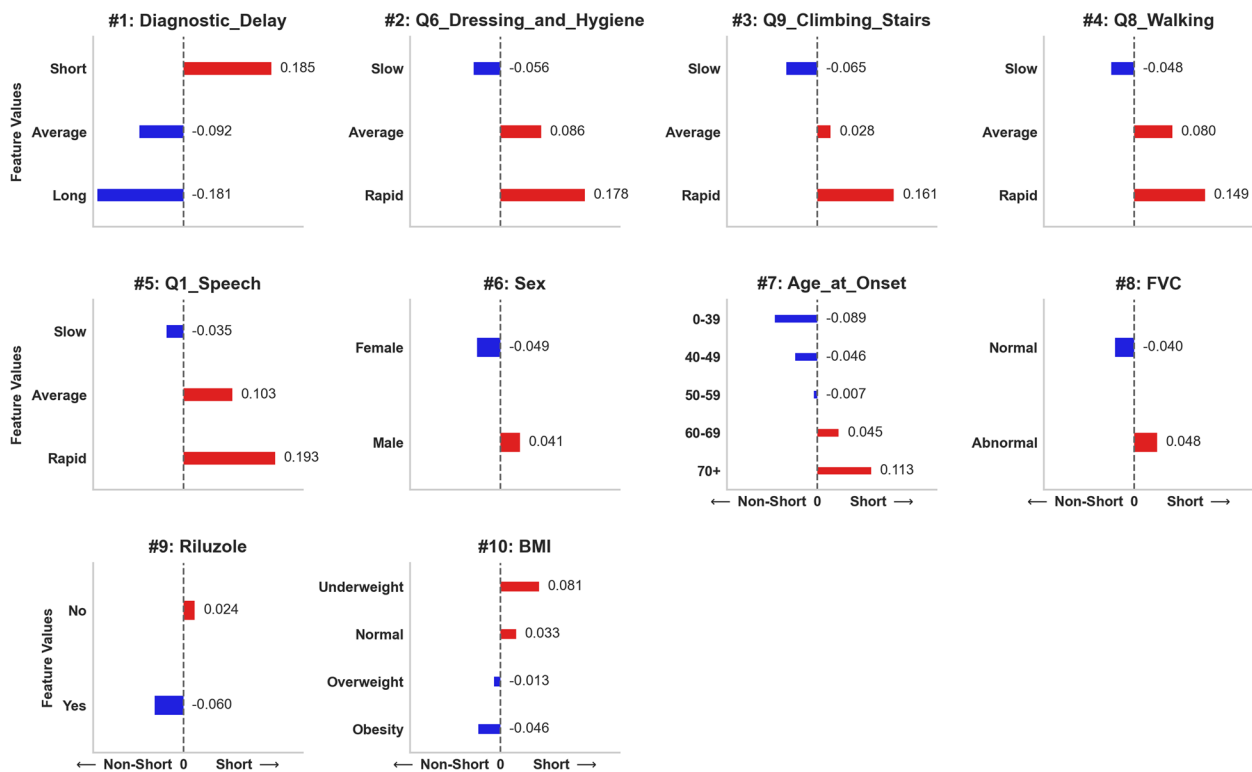 #1: Diagnostic_Delay
Feature Values
Short 0.185
Average -0.092
Long -0.181
#2: Q6_Dressing_and_Hygiene
Slow -0.056
Average 0.086
Rapid 0.178
#3: Q9_Climbing_Stairs
Slow -0.065
Average 0.028
Rapid 0.161
#4: Q8_Walking
Slow -0.048
Average 0.080
Rapid 0.149
#5: Q1_Speech
Feature Values
Slow -0.035
Average 0.103
Rapid 0.193
#6: Sex
Female -0.049
Male 0.041
#7: Age_at_Onset
0-39 -0.089
40-49 -0.046
50-59 -0.007
60-69 0.045
70+ 0.113
← Non-Short 0 Short →
#8: FVC
Normal -0.040
Abnormal 0.048
← Non-Short 0 Short →
#9: Riluzole
Feature Values
No 0.024
Yes -0.060
← Non-Short 0 Short →
#10: BMI
Underweight 0.081
Normal 0.033
Overweight -0.013
Obesity -0.046
← Non-Short 0 Short →